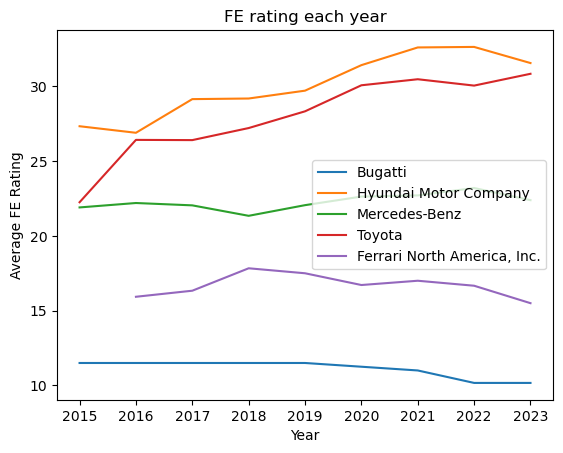 FE rating each year
Average FE Rating
30
25
20
15
10
Bugatti
Hyundai Motor Company
Mercedes-Benz
Toyota
Ferrari North America, Inc.
2015 2016 2017 2018 2019 2020 2021 2022 2023
Year